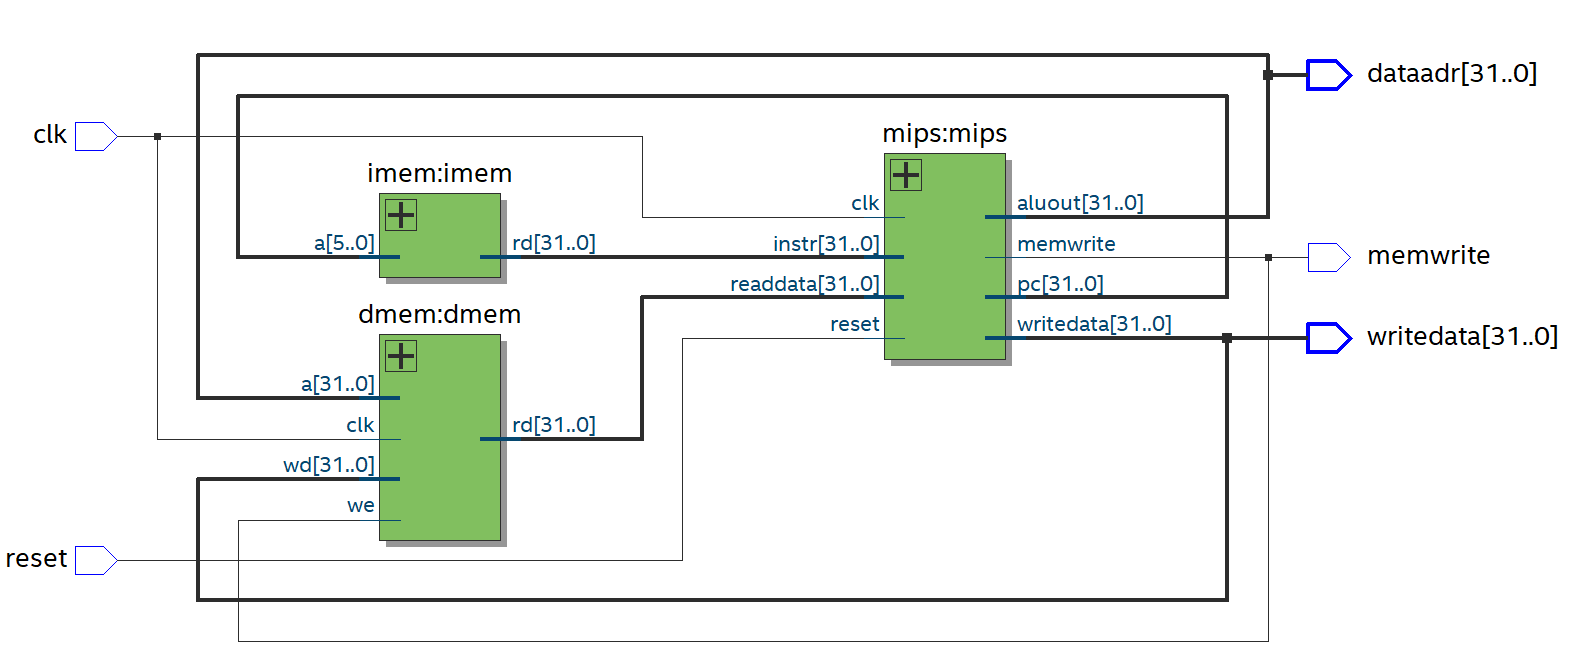 clk
reset
imem:imem
a[5..0]
rd[31..0]
dmem:dmem
a[31..0]
clk
wd[31..0]
we
rd[31..0]
mips:mips
clk
instr[31..0]
readdata[31..0]
reset
aluout[31..0]
memwrite
pc[31..0]
writedata[31..0]
dataadr[31..0]
memwrite
writedata[31..0]